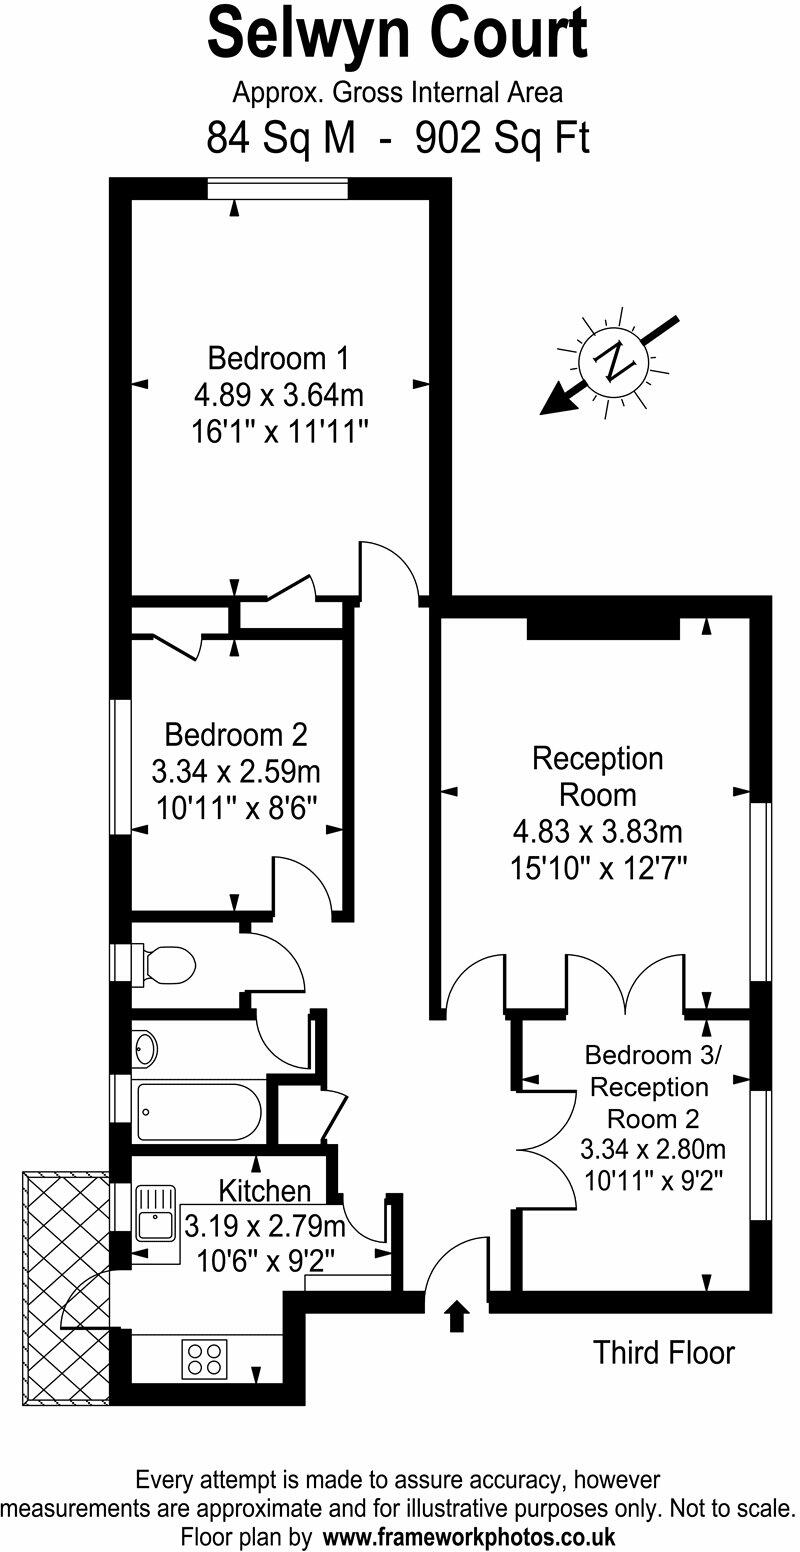 Selwyn Court
Approx. Gross Internal Area
84 Sq M - 902 Sq Ft
Bedroom 1
4.89 x 3.64m
16'1" x 11'11"
N
Bedroom 2
3.34 x 2.59m
10'11" x 8'6"
Reception
Room
4.83 x 3.83m
15'10" x 12'7"
Bedroom 3/
Reception
Room 2
3.34 x 2.80m
10'11" x 9'2"
Kitchen
3.19 x 2.79m
10'6" x 9'2"
Third Floor
Every attempt is made to assure accuracy, however
measurements are approximate and for illustrative purposes only. Not to scale.
Floor plan by www.frameworkphotos.co.uk